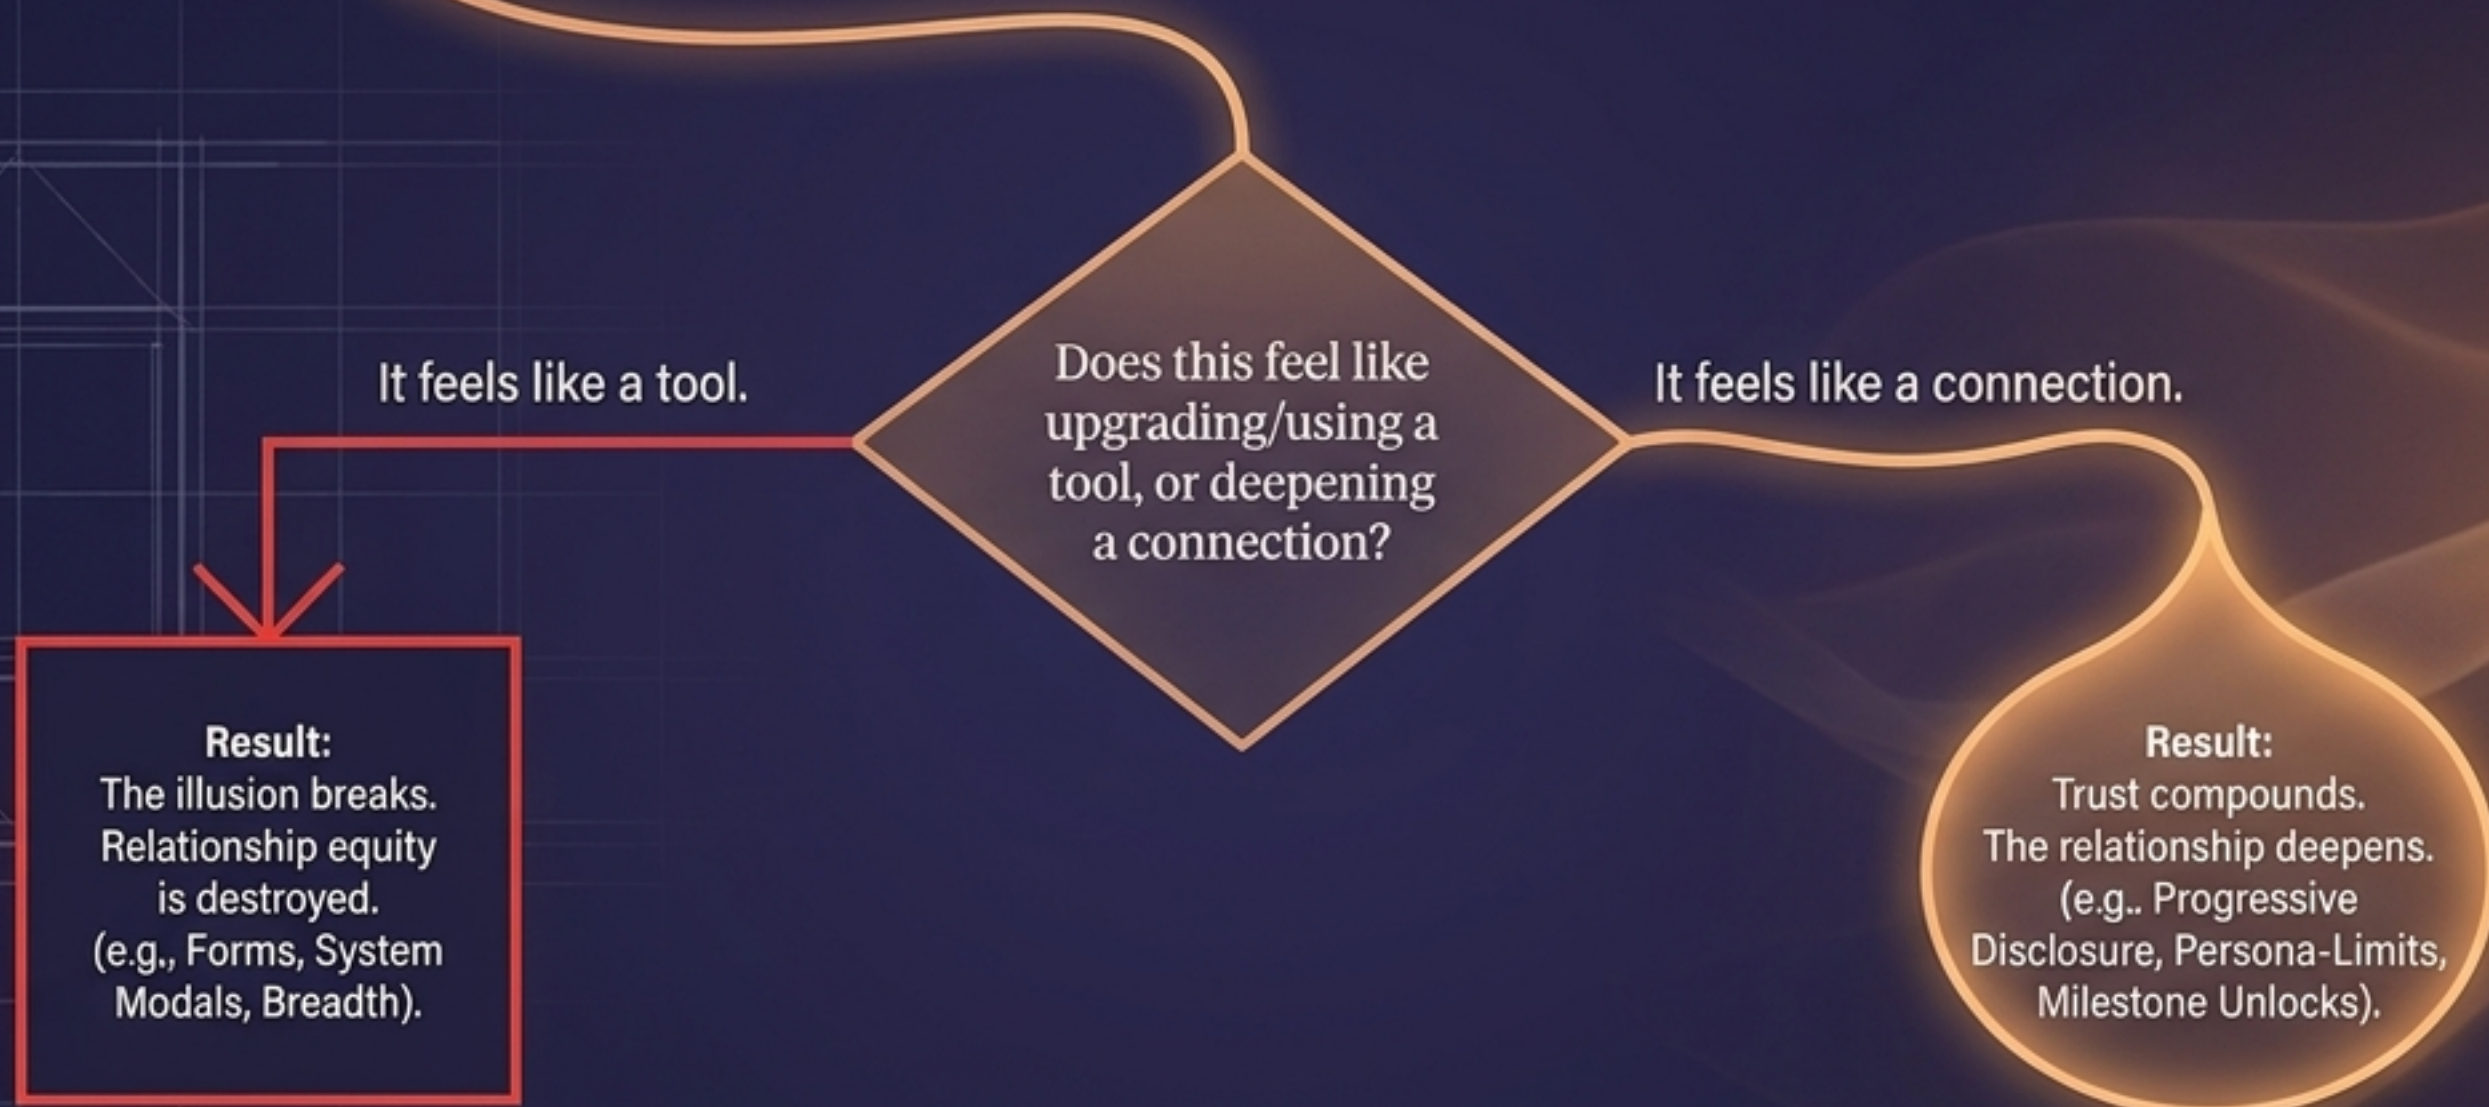 It feels like a tool.
Does this feel like
upgrading/using a
tool, or deepening
a connection?
It feels like a connection.
Result:
The illusion breaks.
Relationship equity
is destroyed.
(e.g., Forms, System
Modals, Breadth).
Result:
Trust compounds.
The relationship deepens.
(e.g.. Progressive
Disclosure, Persona-Limits,
Milestone Unlocks).